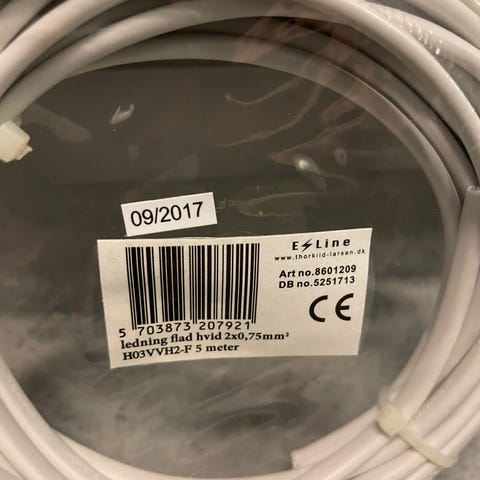 09/2017
E⚡Line
www.thorkild-larsen.dk
Art no.8601209
DB no.5251713
CE
5 703873 207921
ledning flad hvid 2x0,75mm²
H03VVH2-F 5 meter